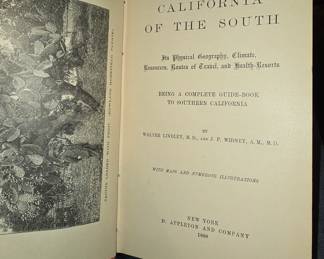 CALIFORNIA
OF THE SOUTH
Its Physical Geography, Climate,
Resources, Routes of Travel, and Health-Resorts
BEING A COMPLETE GUIDE-BOOK
TO SOUTHERN CALIFORNIA
BY
WALTER LINDLEY, M.D., AND J. P. WIDNEY, A.M., M.D.
WITH MAPS AND NUMEROUS ILLUSTRATIONS
NEW YORK
D. APPLETON AND COMPANY
1888